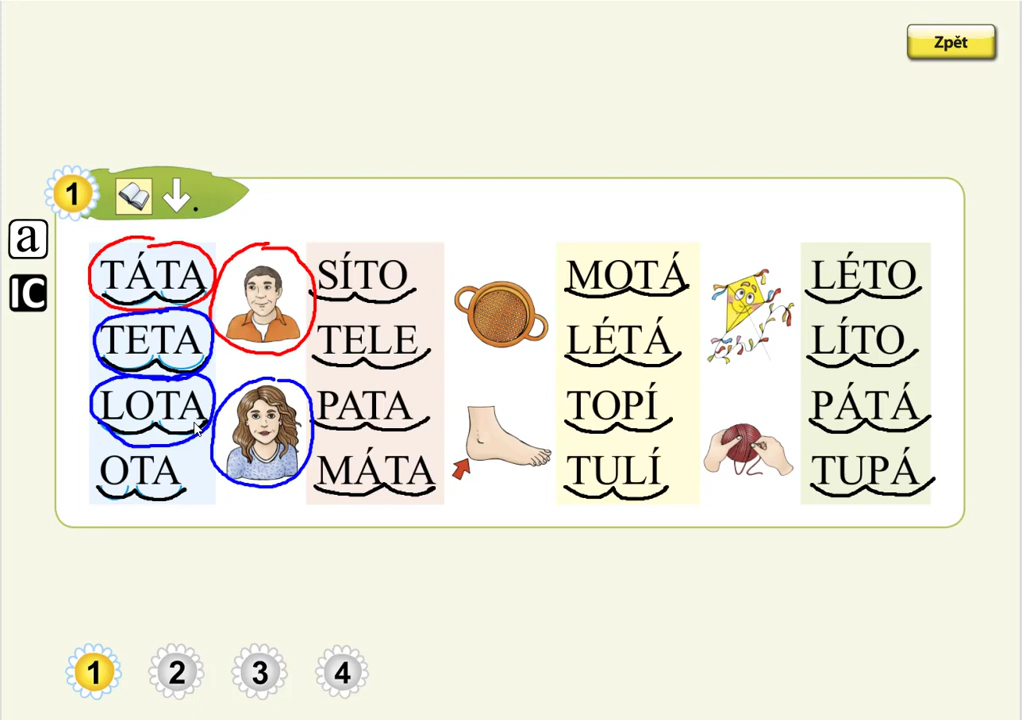 Zpět
1
.
a
IC
TÁTA
TETA
LOTA
OTA
SÍTO
TELE
PATA
MÁTA
MOTÁ
LÉTÁ
TOPÍ
TULÍ
LÉTO
LÍTO
PÁTÁ
TUPÁ
1 2 3 4